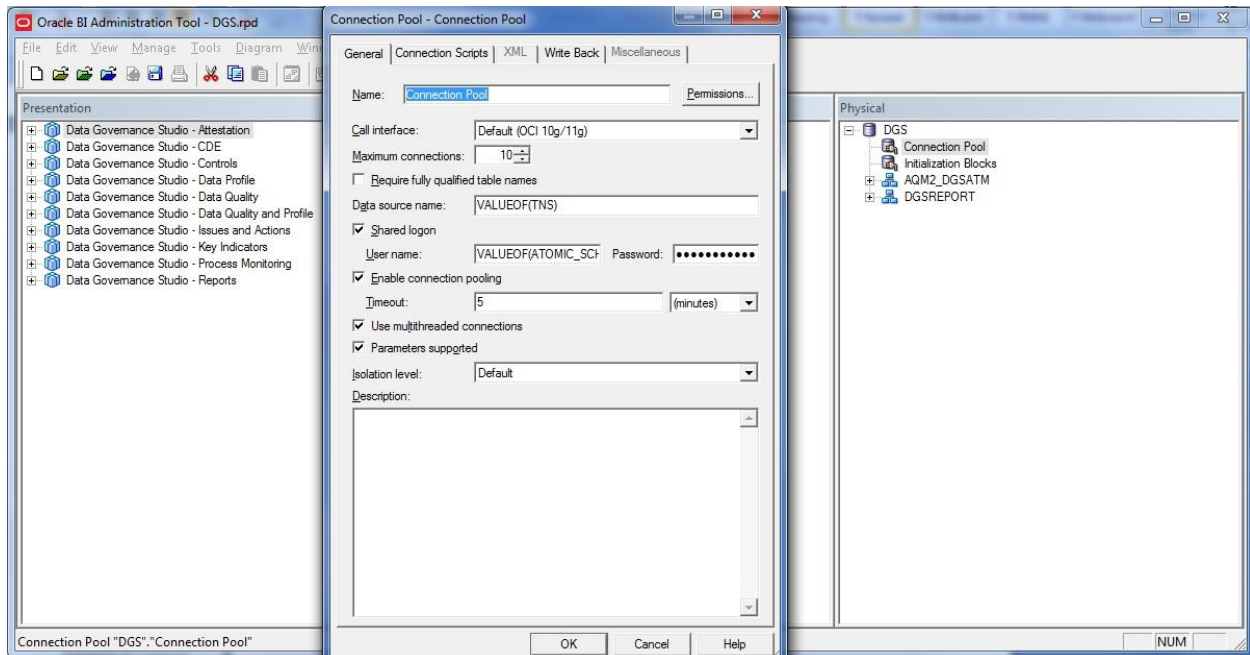 Oracle BI Administration Tool - DGS.rpd
File Edit View Manage Tools Diagram
Presentation
Data Governance Studio - Attestation
Data Governance Studio - CDE
Data Governance Studio - Controls
Data Governance Studio - Data Profile
Data Governance Studio - Data Quality
Data Governance Studio - Data Quality and Profile
Data Governance Studio - Issues and Actions
Data Governance Studio - Key Indicators
Data Governance Studio - Process Monitoring
Data Governance Studio - Reports
Connection Pool "DGS"."Connection Pool"
Connection Pool - Connection Pool
General Connection Scripts XML Write Back Miscellaneous
Name: Connection Pool Permissions...
Call interface: Default (OCI 10g/11g)
Maximum connections: 10
Require fully qualified table names
Data source name: VALUEOF(TNS)
Shared logon
User name: VALUEOF(ATOMIC_SCH Password: ●●●●●●●●●●●
Enable connection pooling
Timeout: 5 (minutes)
Use multithreaded connections
Parameters supported
Isolation level: Default
Description:
OK Cancel Help
Physical
DGS
Connection Pool
Initialization Blocks
AQM2_DGSATM
DGSREPORT
NUM